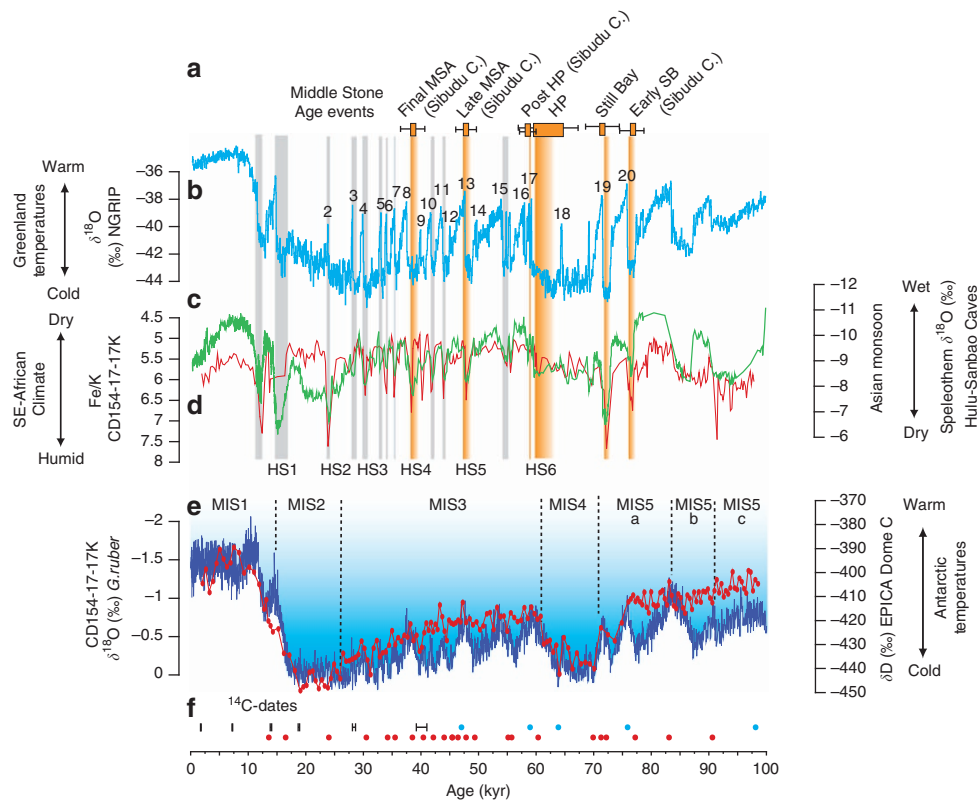 a
Middle Stone
Age events
Final MSA
(Sibudu C.)
Late MSA
(Sibudu C.)
Post HP (Sibudu C.)
HP
Still Bay
Early SB
(Sibudu C.)
b
Warm
Greenland
temperatures
Cold
δ18O
(‰) NGRIP
−36
−38
−40
−42
−44
2
3
4
5
6
7
8
9
10
11
12
13
14
15
16
17
18
19
20
c
Dry
SE-African
Climate
Humid
Fe/K
CD154-17-17K
4.5
5.5
6
6.5
7
7.5
8
d
HS1
HS2
HS3
HS4
HS5
HS6
−12
−11
−10
−9
−8
−7
−6
Asian monsoon
Wet
Dry
Speleothem δ18O (‰)
Hulu-Sanbao Caves
e
MIS1
MIS2
MIS3
MIS4
MIS5
a
MIS5
b
MIS5
c
CD154-17-17K
δ18O (‰) G.ruber
−2
−1.5
−1
−0.5
0
−370
−380
−390
−400
−410
−420
−430
−440
−450
δD (‰) EPICA Dome C
Warm
Antarctic
temperatures
Cold
f
14C-dates
0
10
20
30
40
50
60
70
80
90
100
Age (kyr)